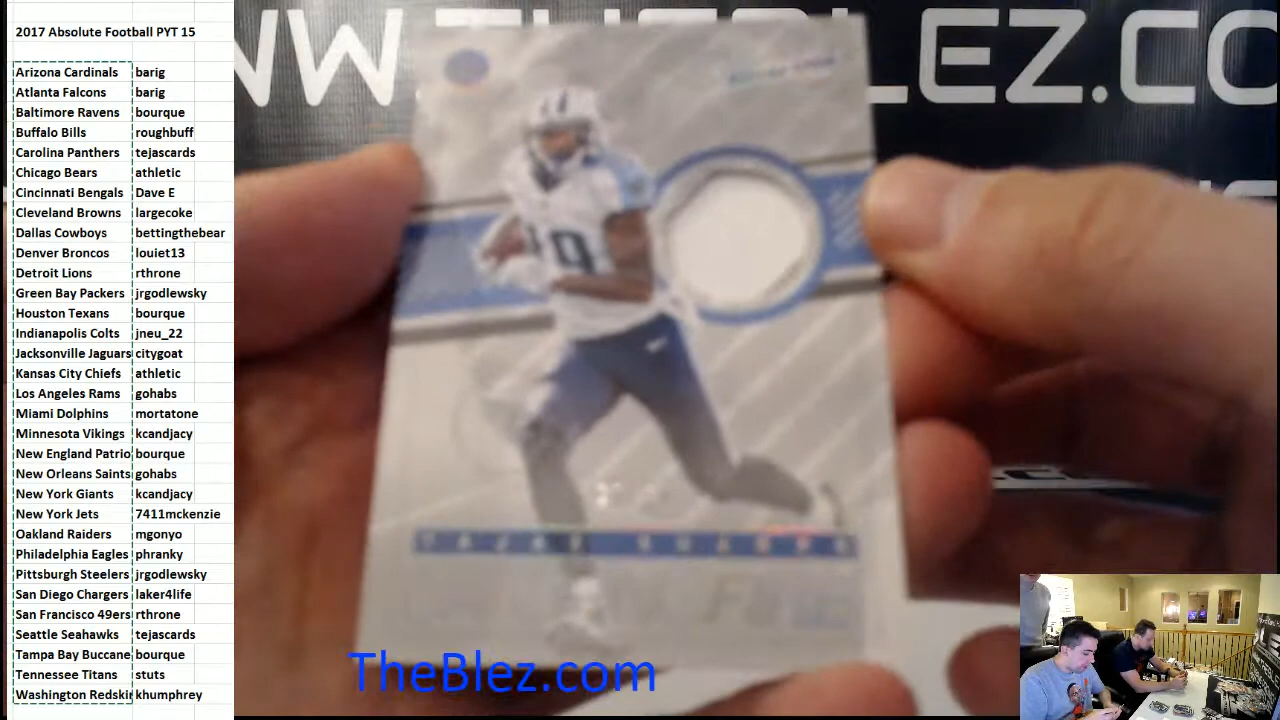 2017 Absolute Football PYT 15
Arizona Cardinals barig
Atlanta Falcons barig
Baltimore Ravens bourque
Buffalo Bills roughbuff
Carolina Panthers tejascards
Chicago Bears athletic
Cincinnati Bengals Dave E
Cleveland Browns largecoke
Dallas Cowboys bettingthebear
Denver Broncos louiet13
Detroit Lions rthrone
Green Bay Packers jrgodlewsky
Houston Texans bourque
Indianapolis Colts jneu_22
Jacksonville Jaguars citygoat
Kansas City Chiefs athletic
Los Angeles Rams gohabs
Miami Dolphins mortatone
Minnesota Vikings kcandjacy
New England Patrio bourque
New Orleans Saints gohabs
New York Giants kcandjacy
New York Jets 7411mckenzie
Oakland Raiders mgonyo
Philadelphia Eagles phranky
Pittsburgh Steelers jrgodlewsky
San Diego Chargers laker4life
San Francisco 49ers rthrone
Seattle Seahawks tejascards
Tampa Bay Buccane bourque
Tennessee Titans stuts
Washington Redskin khumphrey
19
TAJAE SHARPE
TheBlez.com